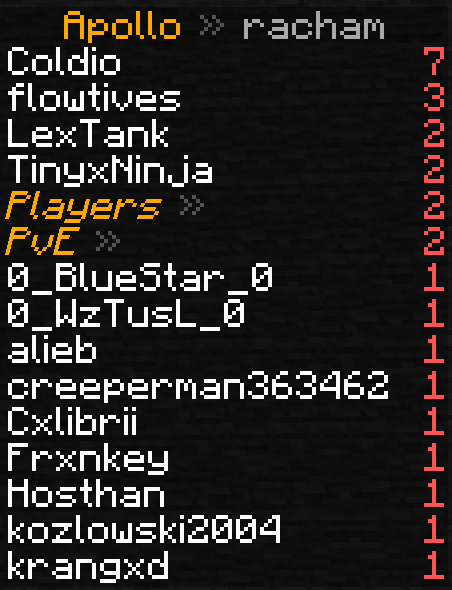 Apollo » racham
Coldio 7
flowtives 3
LexTank 2
TinyxNinja 2
Players » 2
PvE » 2
0_BlueStar_0 1
0_WzTusL_0 1
alieb 1
creeperman363462 1
Cxlibrii 1
Frxnkey 1
Hosthan 1
kozlowski2004 1
krangxd 1